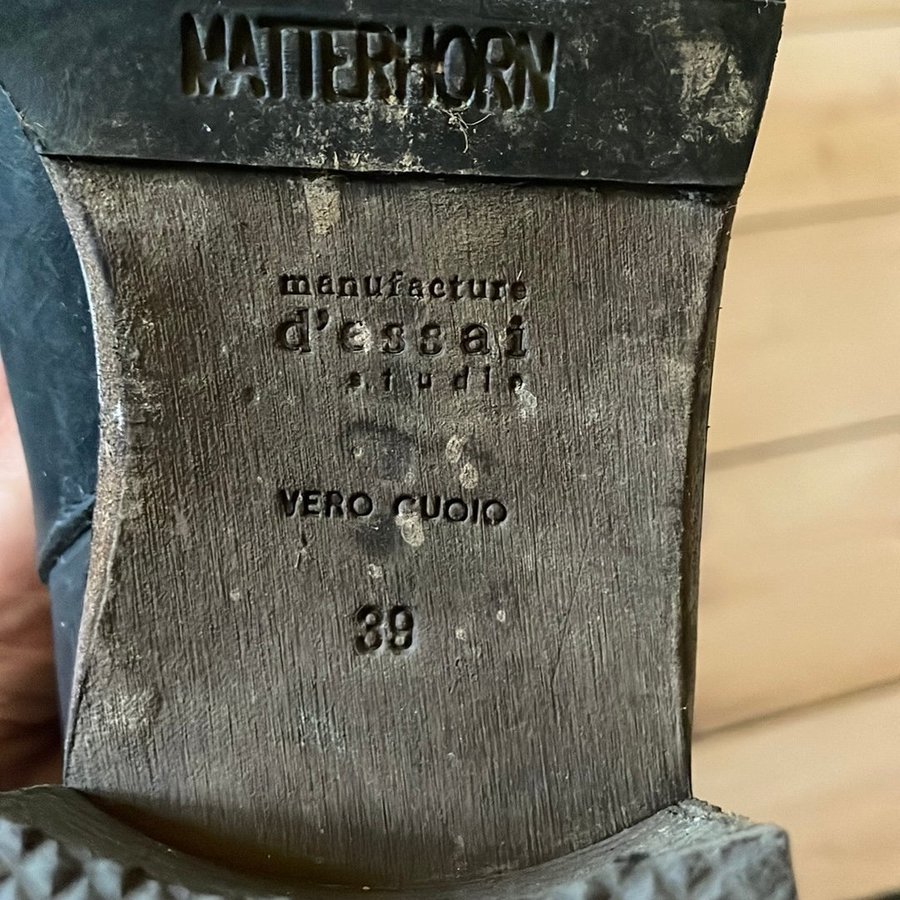 MATTERHORN
manufacture
d'essai
studio
VERO CUOIO
39